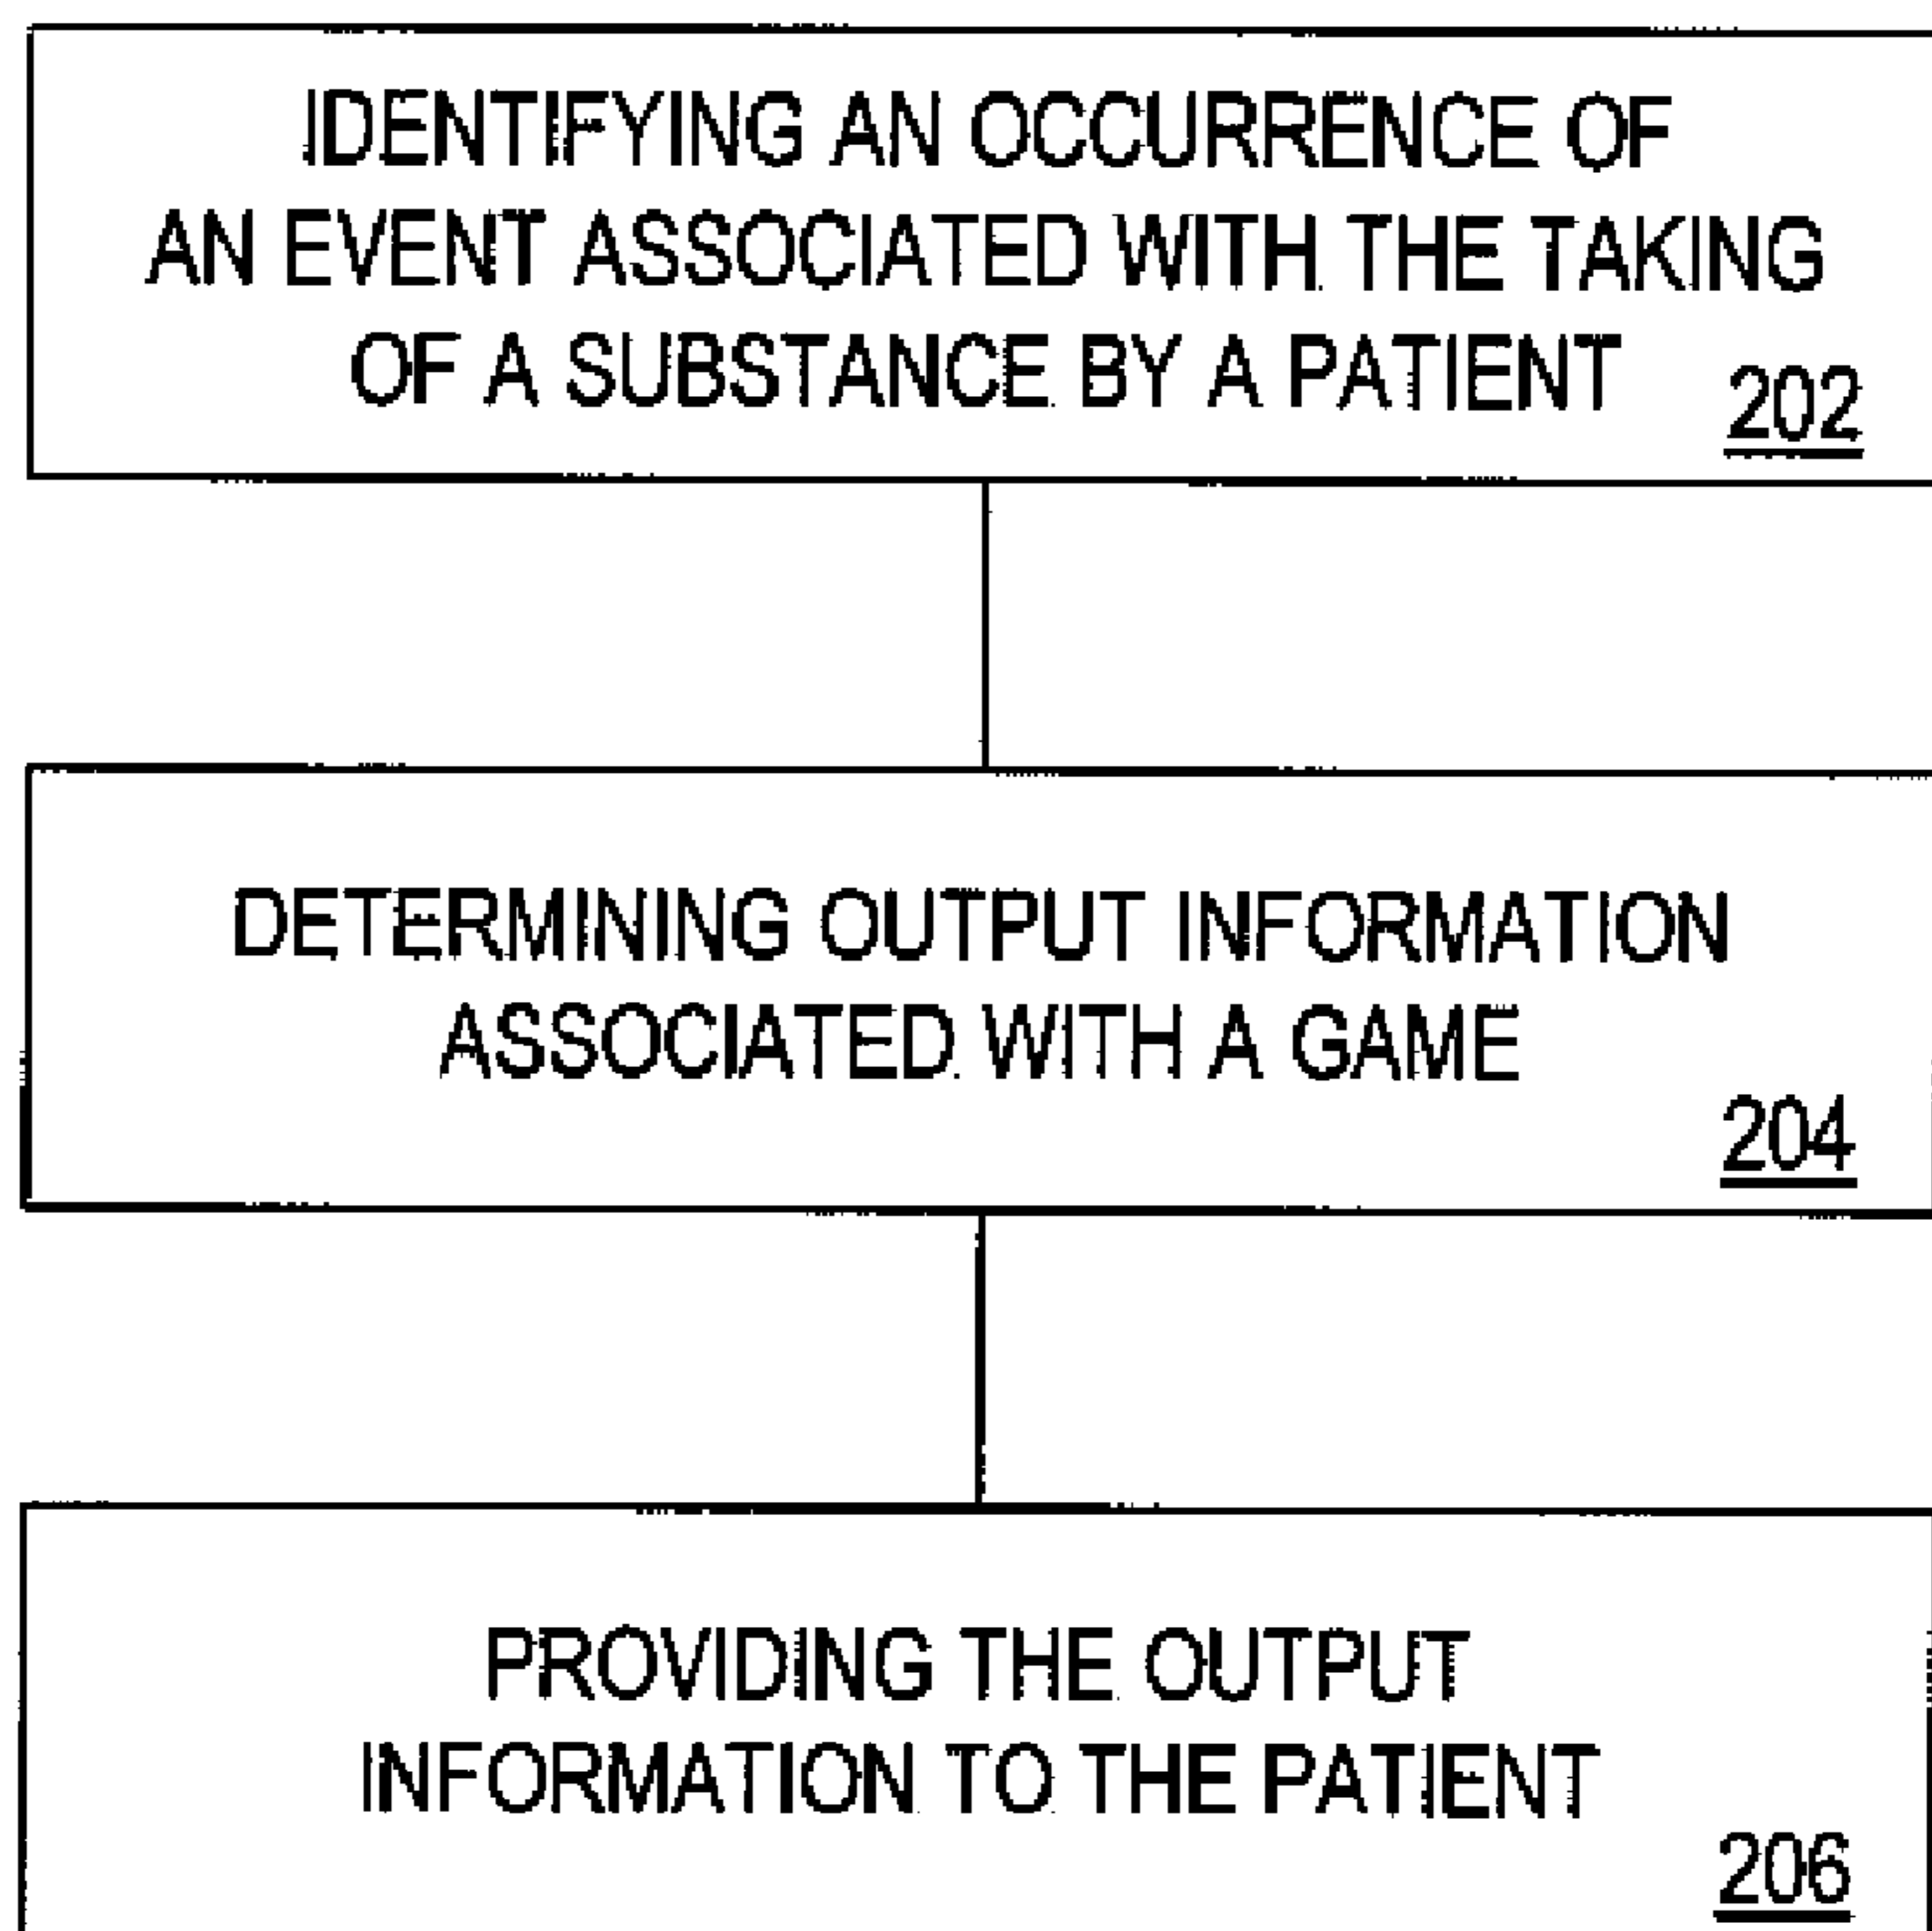 IDENTIFYING AN OCCURRENCE OF
AN EVENT ASSOCIATED WITH THE TAKING
OF A SUBSTANCE BY A PATIENT
202
DETERMINING OUTPUT INFORMATION
ASSOCIATED WITH A GAME
204
PROVIDING THE OUTPUT
INFORMATION TO THE PATIENT
206